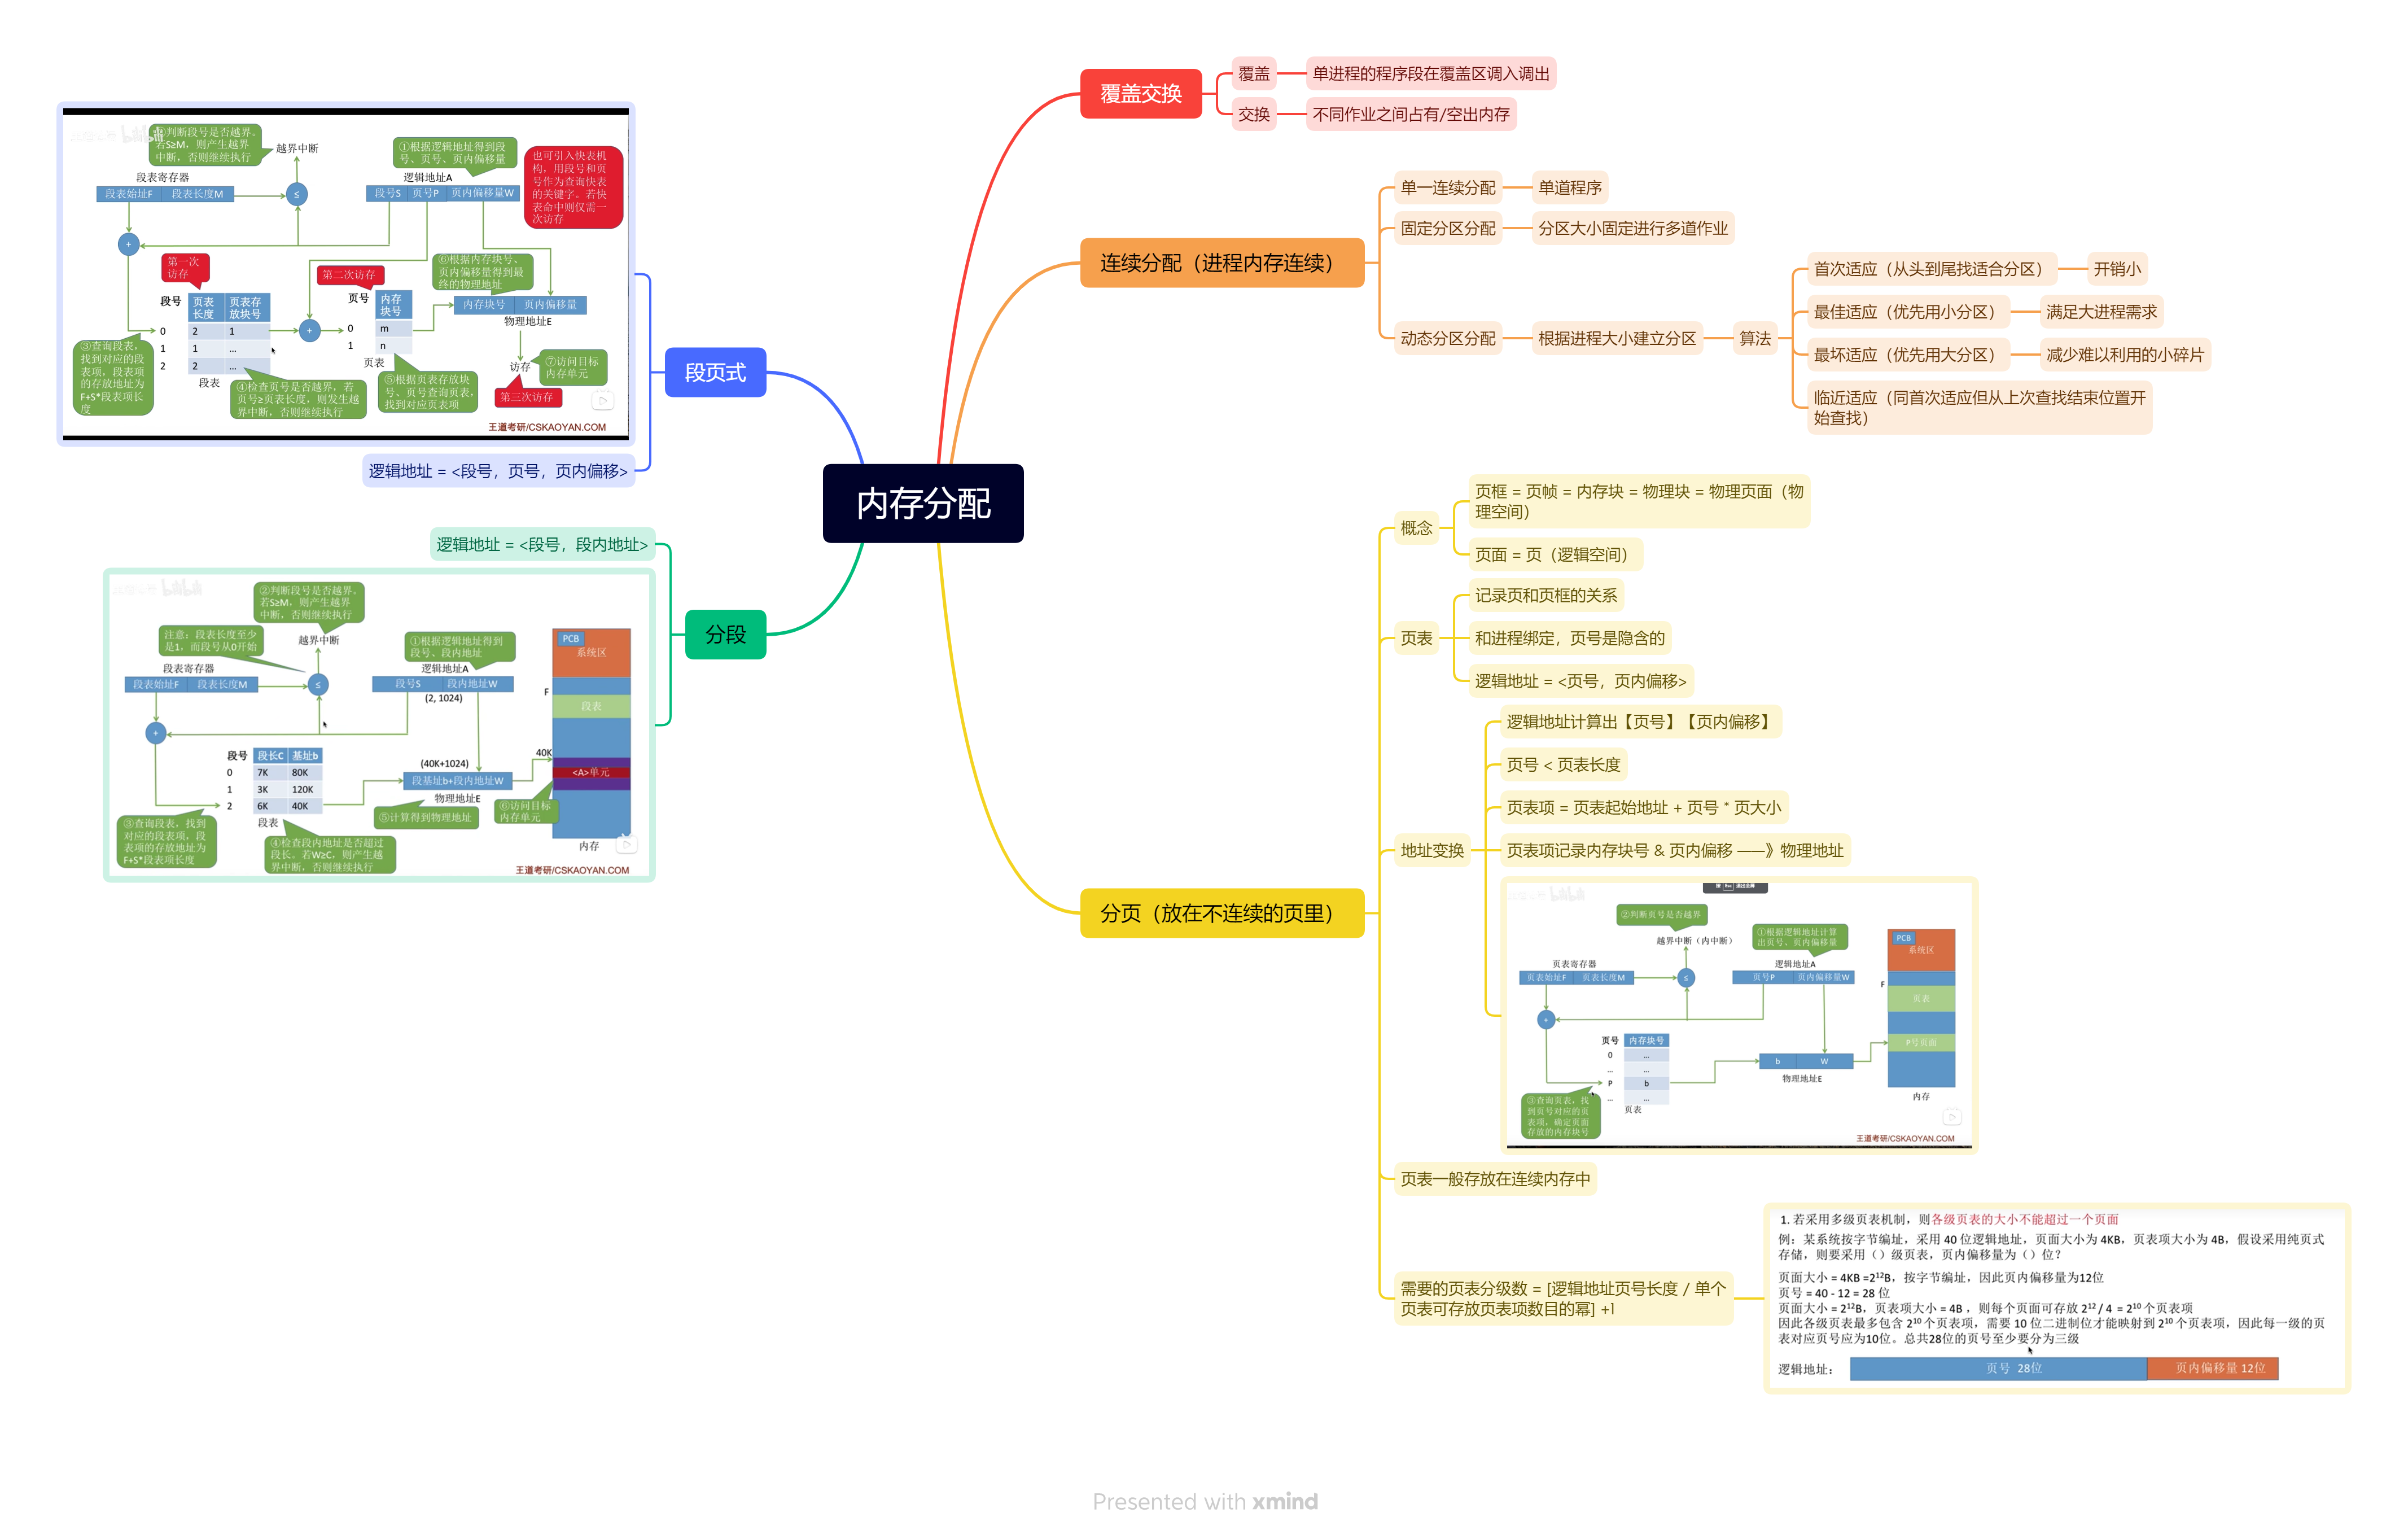 内存分配
覆盖交换
覆盖
单进程的程序段在覆盖区调入调出
交换
不同作业之间占有/空出内存
连续分配（进程内存连续）
单一连续分配
单道程序
固定分区分配
分区大小固定进行多道作业
动态分区分配
根据进程大小建立分区
算法
首次适应（从头到尾找适合分区）
开销小
最佳适应（优先用小分区）
满足大进程需求
最坏适应（优先用大分区）
减少难以利用的小碎片
临近适应（同首次适应但从上次查找结束位置开
始查找）
分页（放在不连续的页里）
概念
页框 = 页帧 = 内存块 = 物理块 = 物理页面（物
理空间）
页面 = 页（逻辑空间）
页表
记录页和页框的关系
和进程绑定，页号是隐含的
逻辑地址 = <页号，页内偏移>
地址变换
逻辑地址计算出【页号】【页内偏移】
页号 < 页表长度
页表项 = 页表起始地址 + 页号 * 页大小
页表项记录内存块号 & 页内偏移 ——》物理地址
②判断页号是否越界
越界中断（内中断）
①根据逻辑地址计算
出页号、页内偏移量
页表寄存器
页表始址F 页表长度M
≤
逻辑地址A
页号P 页内偏移量W
PCB
系统区
F
页表
P号页面
内存
+
页号 内存块号
0 ...
... ...
P b
... ...
页表
b W
物理地址E
③查询页表，找
到页号对应的页
表项，确定页面
存放的内存块号
王道考研/CSKAOYAN.COM
页表一般存放在连续内存中
需要的页表分级数 = [逻辑地址页号长度 / 单个
页表可存放页表项数目的幂] +1
1. 若采用多级页表机制，则各级页表的大小不能超过一个页面
例：某系统按字节编址，采用 40 位逻辑地址，页面大小为 4KB，页表项大小为 4B，假设采用纯页式
存储，则要采用（）级页表，页内偏移量为（）位？
页面大小 = 4KB =2¹²B，按字节编址，因此页内偏移量为12位
页号 = 40 - 12 = 28 位
页面大小 = 2¹²B，页表项大小 = 4B ，则每个页面可存放 2¹² / 4 = 2¹⁰ 个页表项
因此各级页表最多包含 2¹⁰ 个页表项，需要 10 位二进制位才能映射到 2¹⁰ 个页表项，因此每一级的页
表对应页号应为10位。总共28位的页号至少要分为三级
逻辑地址：
页号 28位
页内偏移量 12位
段页式
判断段号是否越界。
若S≥M，则产生越界
中断，否则继续执行
越界中断
①根据逻辑地址得到段
号、页号、页内偏移量
也可引入快表机
构，用段号和页
号作为查询快表
的关键字。若快
表命中则仅需一
次访存
段表寄存器
段表始址F 段表长度M
≤
逻辑地址A
段号S 页号P 页内偏移量W
+
第一次
访存
第二次访存
⑥根据内存块号、
页内偏移量得到最
终的物理地址
段号 页表长度 页表存放块号
0 2 1
1 1 ...
2 2 ...
段表
+
页号 内存块号
0 m
1 n
页表
内存块号 页内偏移量
物理地址E
访存
第三次访存
⑦访问目标
内存单元
③查询段表，
找到对应的段
表项，段表项
的存放地址为
F+S*段表项长
度
④检查页号是否越界，若
页号≥页表长度，则发生越
界中断，否则继续执行
⑤根据页表存放块
号、页号查询页表，
找到对应页表项
王道考研/CSKAOYAN.COM
逻辑地址 = <段号，页号，页内偏移>
分段
逻辑地址 = <段号，段内地址>
②判断段号是否越界。
若S≥M，则产生越界
中断，否则继续执行
注意：段表长度至少
是1，而段号从0开始
越界中断
①根据逻辑地址得到
段号、段内地址
段表寄存器
段表始址F 段表长度M
≤
逻辑地址A
段号S 段内地址W
(2, 1024)
PCB
系统区
F
段表
+
段号 段长C 基址b
0 7K 80K
1 3K 120K
2 6K 40K
段表
(40K+1024)
段基址b+段内地址W
物理地址E
40K
<A>单元
⑤计算得到物理地址
⑥访问目标
内存单元
③查询段表，找到
对应的段表项，段
表项的存放地址为
F+S*段表项长度
④检查段内地址是否超过
段长。若W≥C，则产生越
界中断，否则继续执行
内存
王道考研/CSKAOYAN.COM
Presented with xmind